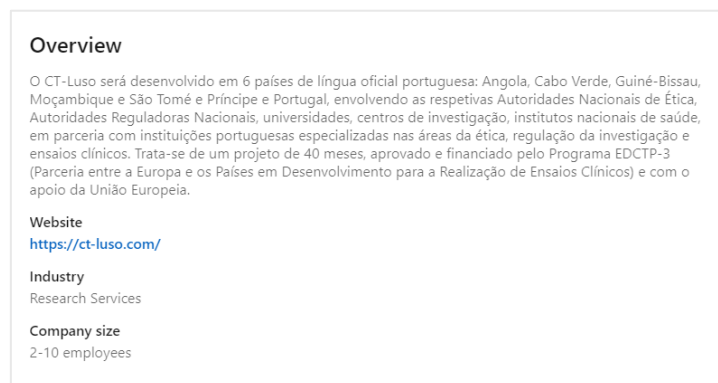 Overview
O CT-Luso será desenvolvido em 6 países de língua oficial portuguesa: Angola, Cabo Verde, Guiné-Bissau,
Moçambique e São Tomé e Príncipe e Portugal, envolvendo as respetivas Autoridades Nacionais de Ética,
Autoridades Reguladoras Nacionais, universidades, centros de investigação, institutos nacionais de saúde,
em parceria com instituições portuguesas especializadas nas áreas da ética, regulação da investigação e
ensaios clínicos. Trata-se de um projeto de 40 meses, aprovado e financiado pelo Programa EDCTP-3
(Parceria entre a Europa e os Países em Desenvolvimento para a Realização de Ensaios Clínicos) e com o
apoio da União Europeia.
Website
https://ct-luso.com/
Industry
Research Services
Company size
2-10 employees